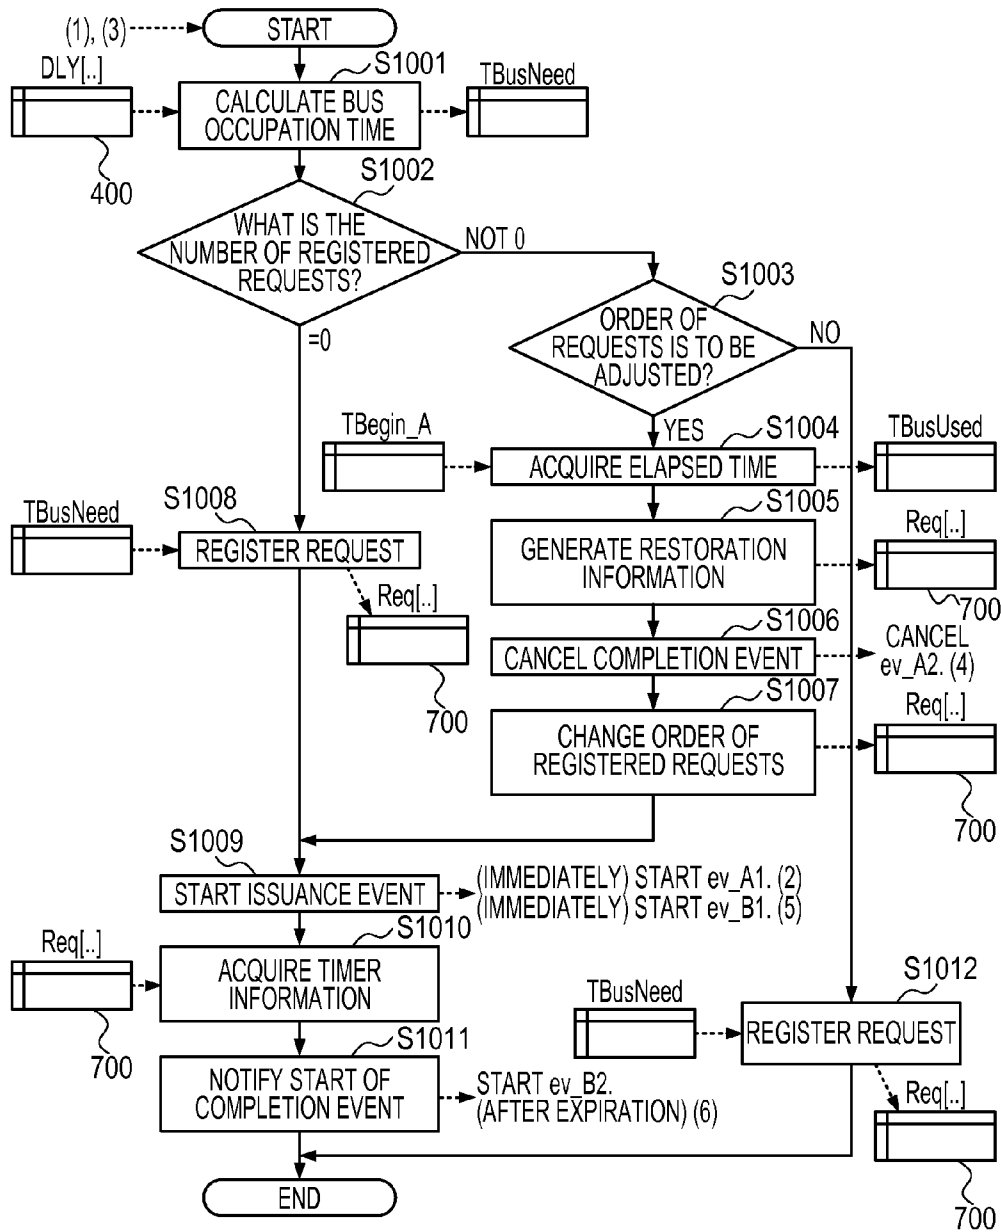 (1), (3)
START
S1001
DLY[..]
TBusNeed
CALCULATE BUS
OCCUPATION TIME
400
S1002
WHAT IS THE
NUMBER OF REGISTERED
REQUESTS?
NOT 0
=0
S1003
ORDER OF
REQUESTS IS TO BE
ADJUSTED?
NO
YES
TBegin_A
S1004
TBusUsed
ACQUIRE ELAPSED TIME
S1005
GENERATE RESTORATION
INFORMATION
Req[..]
700
TBusNeed
S1008
REGISTER REQUEST
Req[..]
700
S1006
CANCEL COMPLETION EVENT
CANCEL
ev_A2. (4)
S1007
CHANGE ORDER OF
REGISTERED REQUESTS
Req[..]
700
S1009
START ISSUANCE EVENT
(IMMEDIATELY) START ev_A1. (2)
(IMMEDIATELY) START ev_B1. (5)
S1010
Req[..]
ACQUIRE TIMER
INFORMATION
700
S1011
NOTIFY START OF
COMPLETION EVENT
START ev_B2.
(AFTER EXPIRATION) (6)
S1012
TBusNeed
REGISTER REQUEST
Req[..]
700
END